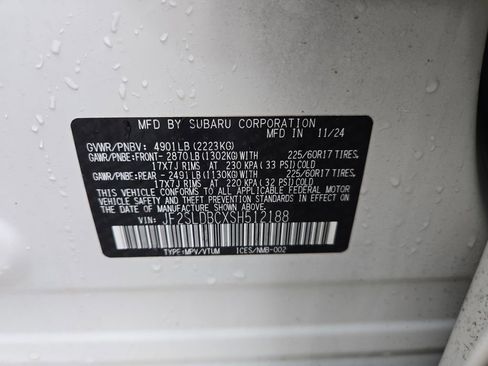 MFD BY SUBARU CORPORATION
MFD IN 11/24
GVWR/PNBV: 4901LB (2223KG)
GAWR/PNBE:FRONT- 2870LB (1302KG)WITH 225/60R17 TIRES,
17X7J RIMS AT 230 KPA( 33 PSI) COLD
GAWR/PNBE:REAR- 2491LB (1130KG)WITH 225/60R17 TIRES,
17X7J RIMS AT 220 KPA( 32 PSI) COLD
THIS VEHICLE CONFORMS TO ALL APPLICABLE FEDERAL MOTOR
VEHICLE SAFETY AND THEFT PREVENTION STANDARDS IN EFFECT
ON THE DATE OF MANUFACTURE SHOWN ABOVE.
VIN: JF2SLDBCXSH512188
TYPE:MPV/VTUM ICES/NMB-002